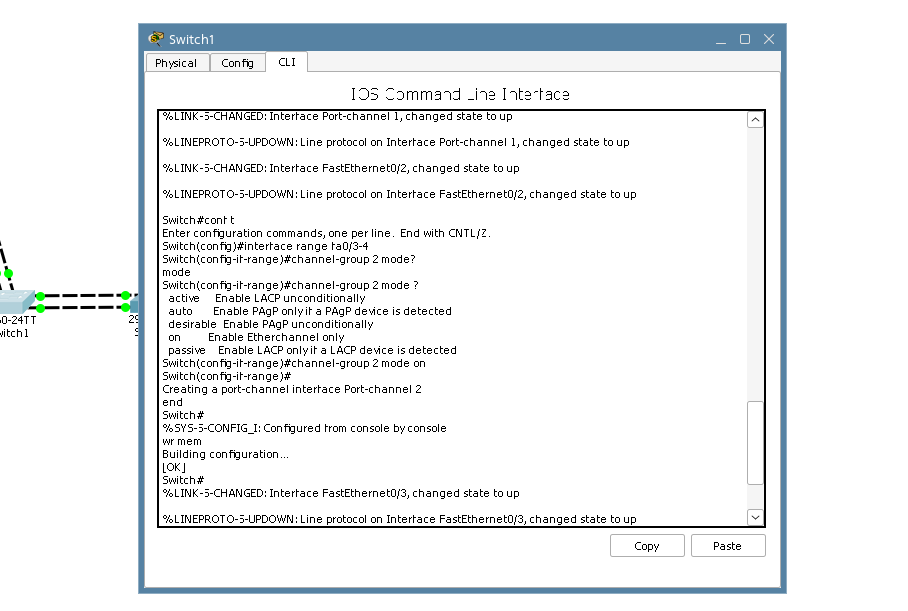 Switch1
Physical
Config
CLI
IOS Command Line Interface
%LINK-5-CHANGED: Interface Port-channel 1, changed state to up
%LINEPROTO-5-UPDOWN: Line protocol on Interface Port-channel 1, changed state to up
%LINK-5-CHANGED: Interface FastEthernet0/2, changed state to up
%LINEPROTO-5-UPDOWN: Line protocol on Interface FastEthernet0/2, changed state to up
Switch#conf t
Enter configuration commands, one per line.  End with CNTL/Z.
Switch(config)#interface range fa0/3-4
Switch(config-if-range)#channel-group 2 mode?
mode
Switch(config-if-range)#channel-group 2 mode ?
active     Enable LACP unconditionally
auto       Enable PAgP only if a PAgP device is detected
desirable  Enable PAgP unconditionally
on         Enable Etherchannel only
passive    Enable LACP only if a LACP device is detected
Switch(config-if-range)#channel-group 2 mode on
Switch(config-if-range)#
Creating a port-channel interface Port-channel 2
end
Switch#
%SYS-5-CONFIG_I: Configured from console by console
wr mem
Building configuration...
[OK]
Switch#
%LINK-5-CHANGED: Interface FastEthernet0/3, changed state to up
%LINEPROTO-5-UPDOWN: Line protocol on Interface FastEthernet0/3, changed state to up
Copy
Paste
0-24TT
witch1
29